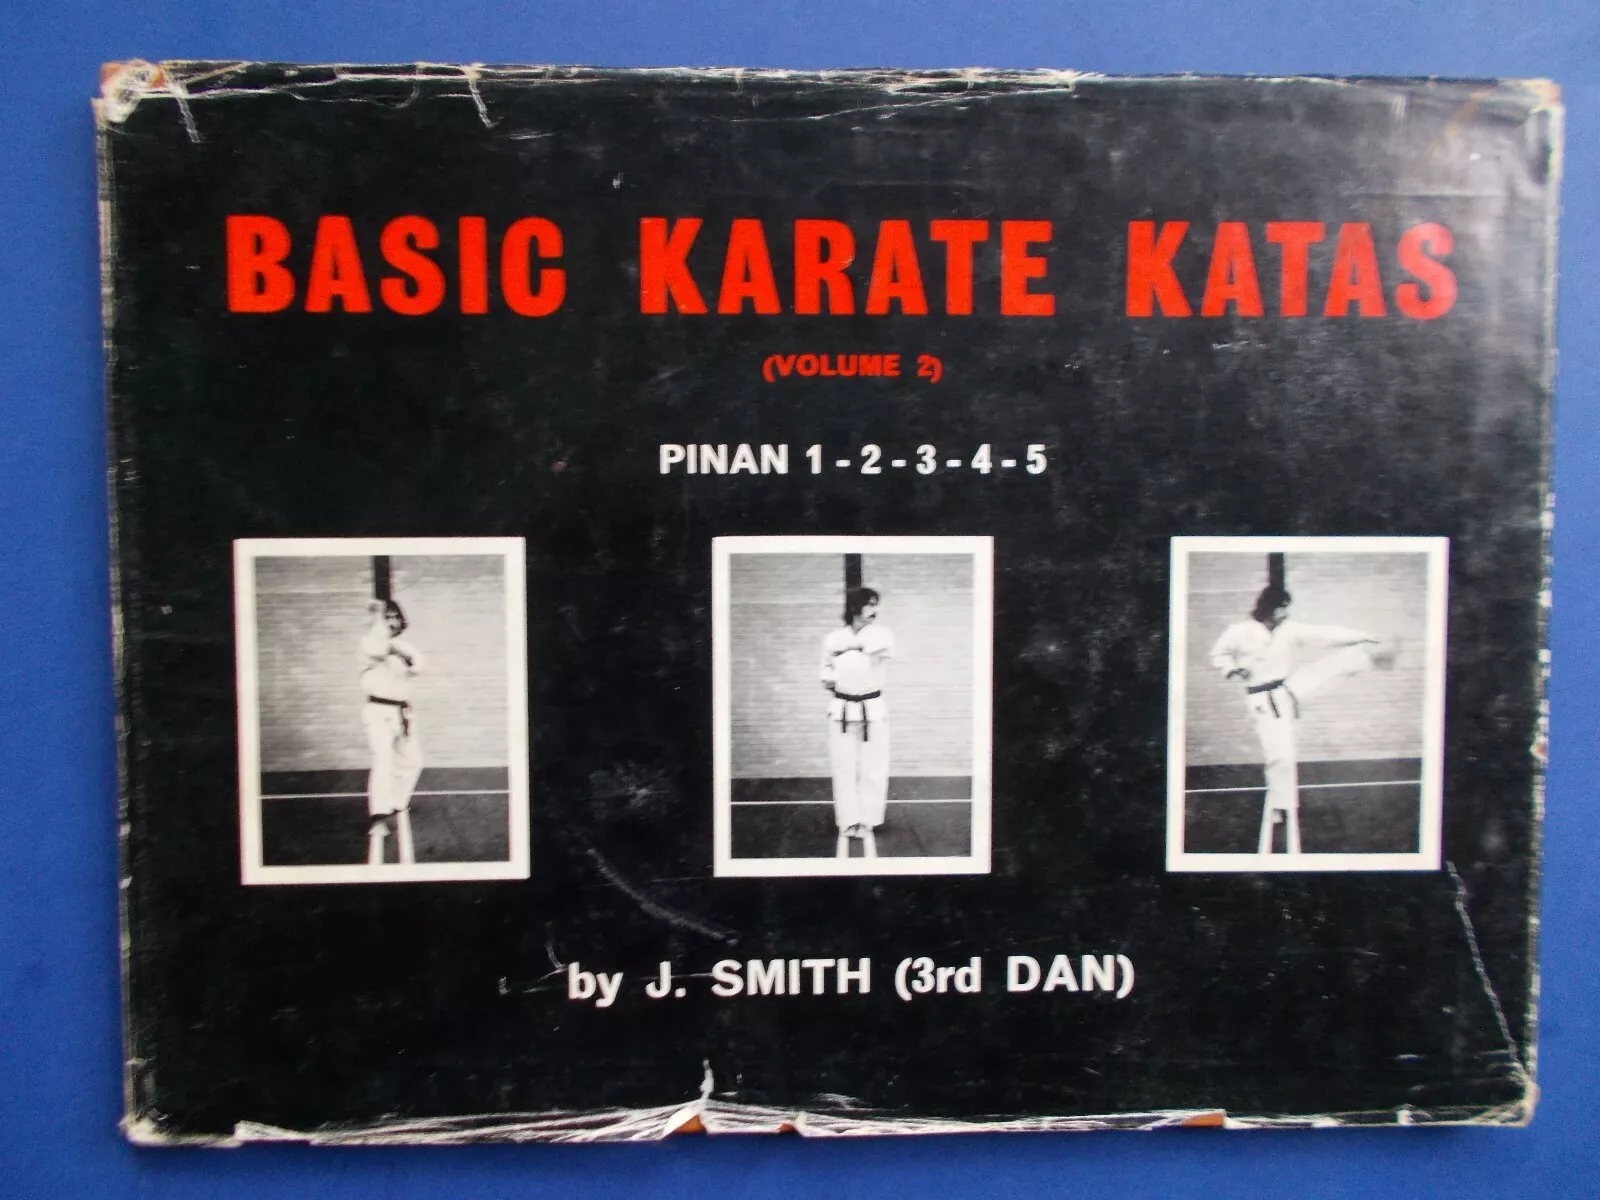 BASIC KARATE KATAS
(VOLUME 2)
PINAN 1 - 2 - 3 - 4 - 5
by J. SMITH (3rd DAN)